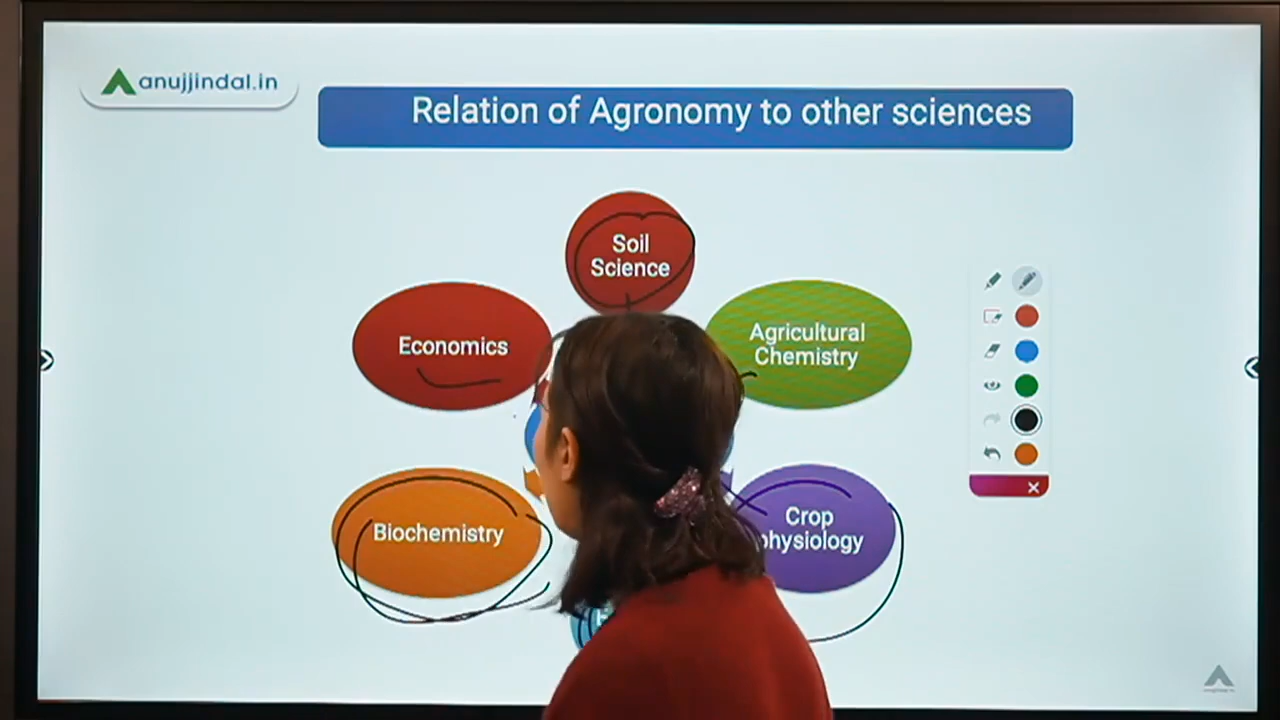 anujjindal.in
Relation of Agronomy to other sciences
Soil
Science
Economics
Agricultural
Chemistry
Biochemistry
Crop
physiology